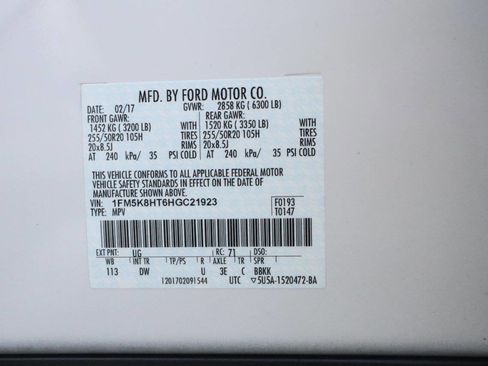 MFD. BY FORD MOTOR CO.
DATE: 02/17 GVWR: 2858 KG ( 6300 LB)
FRONT GAWR: REAR GAWR:
1452 KG ( 3200 LB) WITH 1520 KG ( 3350 LB) WITH
255/50R20 105H TIRES 255/50R20 105H TIRES
20x8.5J RIMS 20x8.5J RIMS
AT 240 kPa/ 35 PSI COLD AT 240 kPa/ 35 PSI COLD
THIS VEHICLE CONFORMS TO ALL APPLICABLE FEDERAL MOTOR
VEHICLE SAFETY STANDARDS IN EFFECT ON THE DATE OF
MANUFACTURE SHOWN ABOVE.
VIN: 1FM5K8HT6HGC21923 F0193
TYPE: MPV T0147
EXT PNT: UG RC: 71 DSO:
WB INT TR TP/PS R AXLE TR SPR
113 DW U 3E C BBKK
1201702091544 UTC ▽5USA-1520472-BA